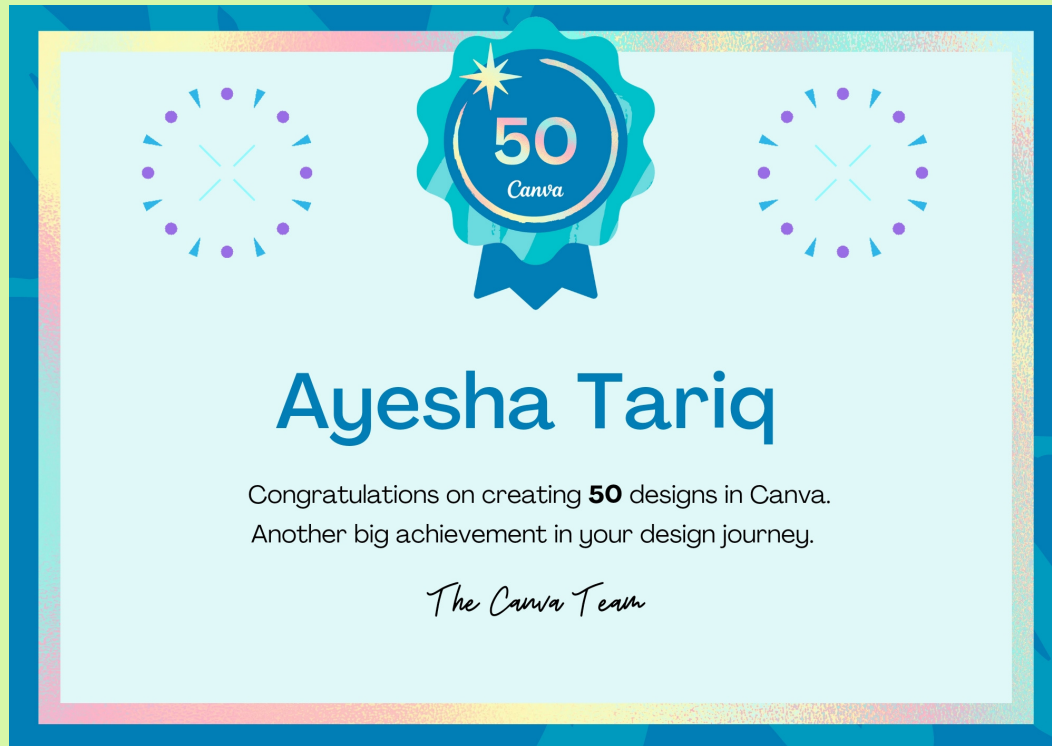 50
Canva
Ayesha Tariq
Congratulations on creating 50 designs in Canva.
Another big achievement in your design journey.
The Canva Team